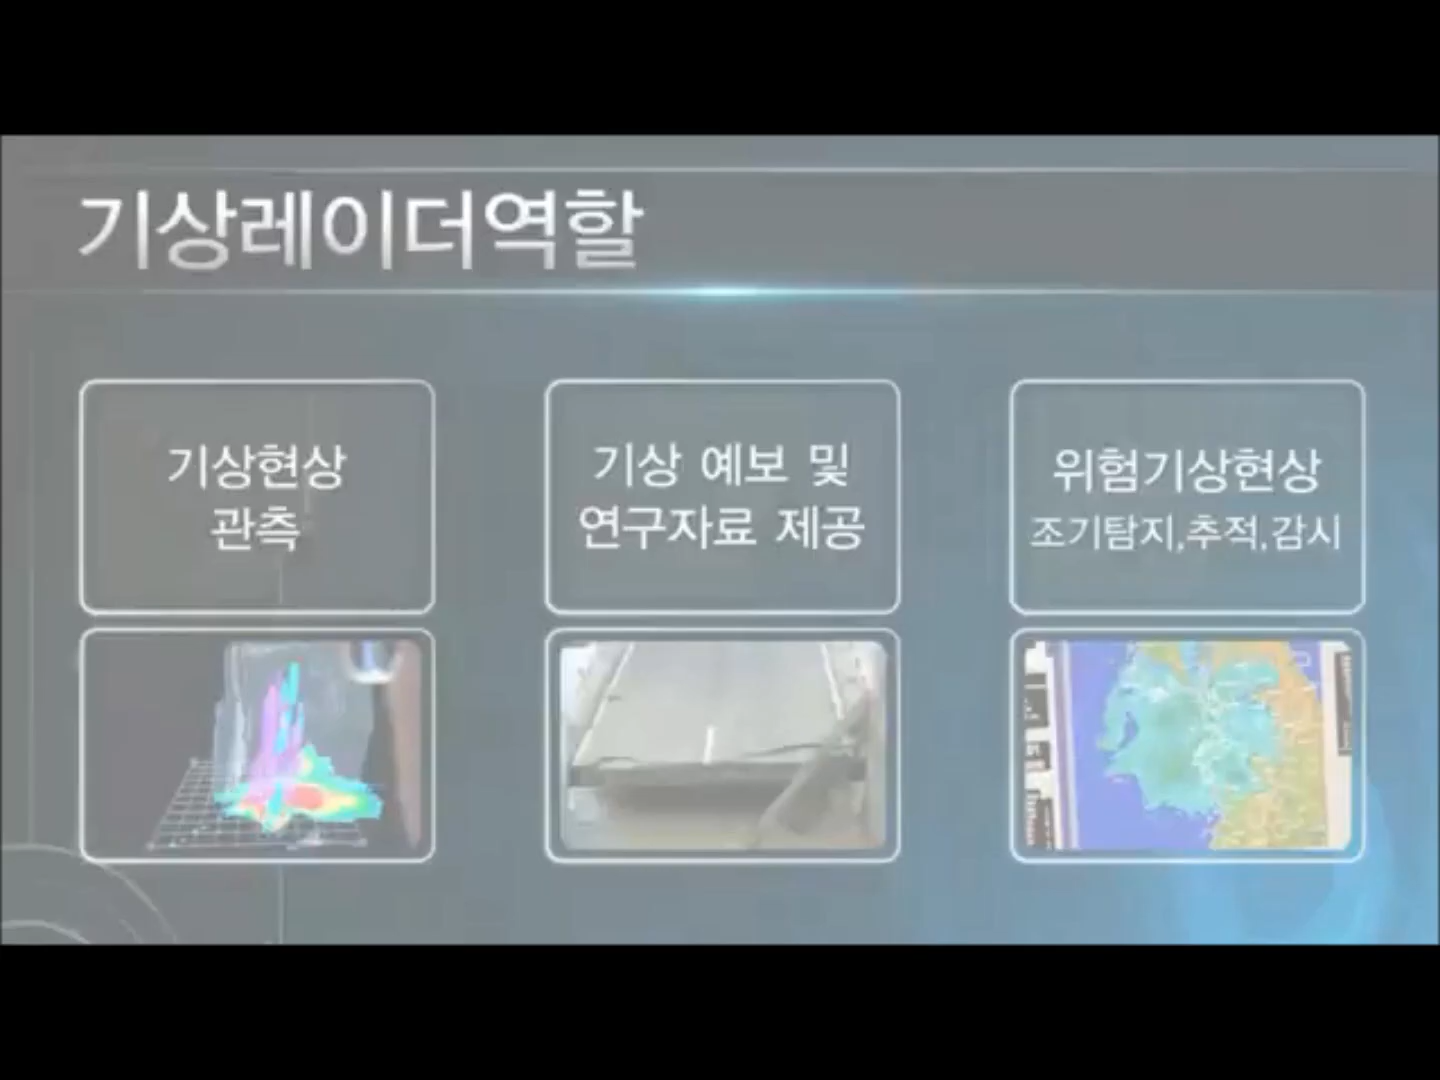 기상레이더역할
기상현상
관측
기상 예보 및
연구자료 제공
위험기상현상
조기탐지,추적,감시